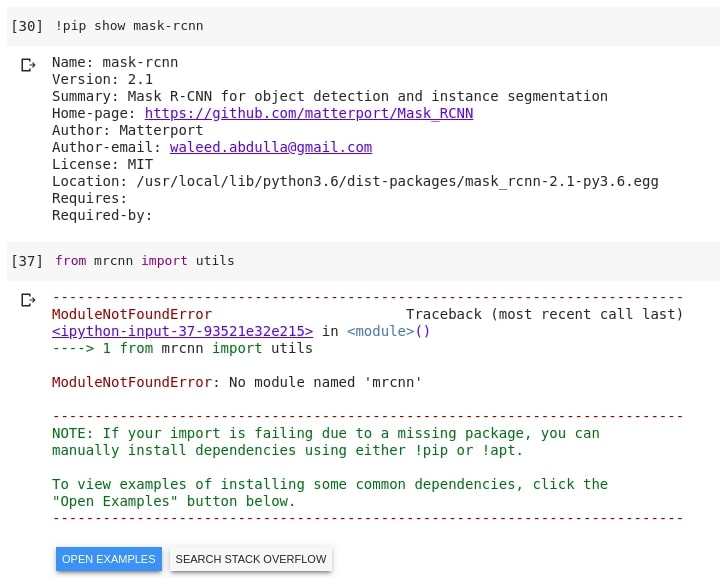 [30] !pip show mask-rcnn
Name: mask-rcnn
Version: 2.1
Summary: Mask R-CNN for object detection and instance segmentation
Home-page: https://github.com/matterport/Mask_RCNN
Author: Matterport
Author-email: waleed.abdulla@gmail.com
License: MIT
Location: /usr/local/lib/python3.6/dist-packages/mask_rcnn-2.1-py3.6.egg
Requires:
Required-by:
[37] from mrcnn import utils
---------------------------------------------------------------------------
ModuleNotFoundError                       Traceback (most recent call last)
<ipython-input-37-93521e32e215> in <module>()
----> 1 from mrcnn import utils
ModuleNotFoundError: No module named 'mrcnn'
---------------------------------------------------------------------------
NOTE: If your import is failing due to a missing package, you can
manually install dependencies using either !pip or !apt.
To view examples of installing some common dependencies, click the
"Open Examples" button below.
---------------------------------------------------------------------------
OPEN EXAMPLES SEARCH STACK OVERFLOW